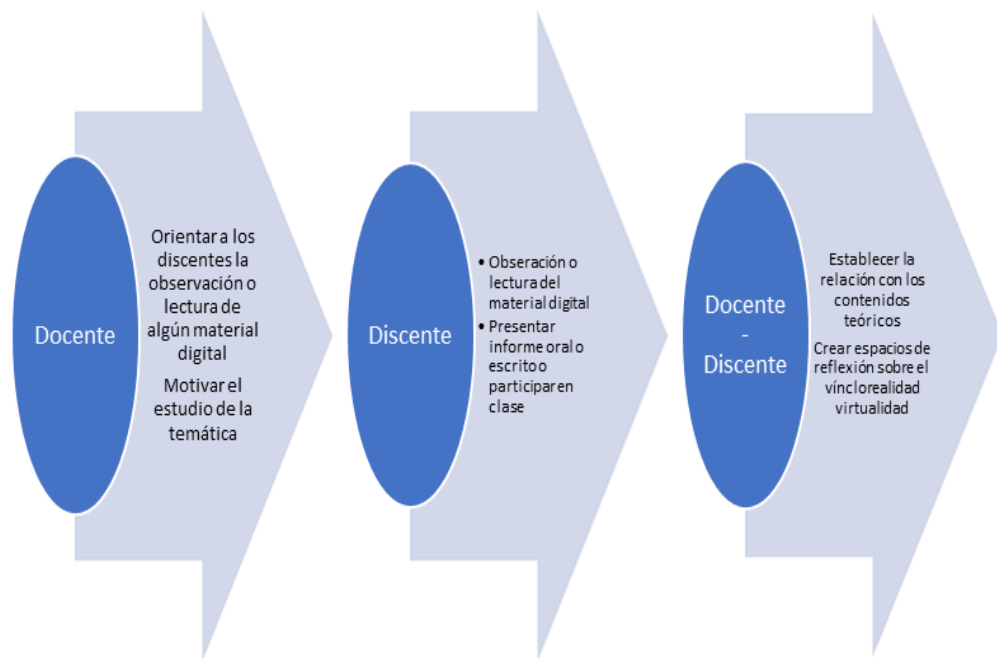 Docente
Orientar a los
discentes la
observación o
lectura de
algún material
digital
Motivar el
estudio de la
temática
Discente
• Obseración o
lectura del
material digital
• Presentar
informe oral o
escrito o
participar en
clase
Docente
-
Discente
Establecer la
relación con los
contenidos
teóricos
Crear espacios de
reflexión sobre el
vínclorealidad
virtualidad